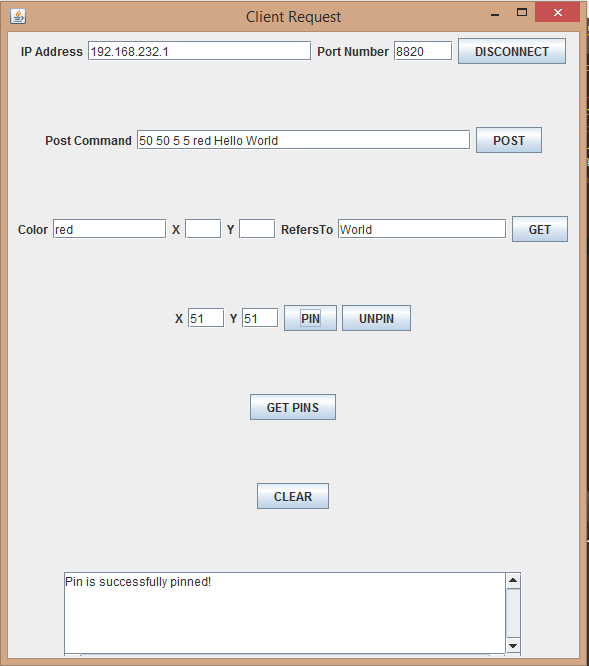 Client Request
IP Address 192.168.232.1 Port Number 8820 DISCONNECT
Post Command 50 50 5 5 red Hello World POST
Color red X Y RefersTo World GET
X 51 Y 51 PIN UNPIN
GET PINS
CLEAR
Pin is successfully pinned!